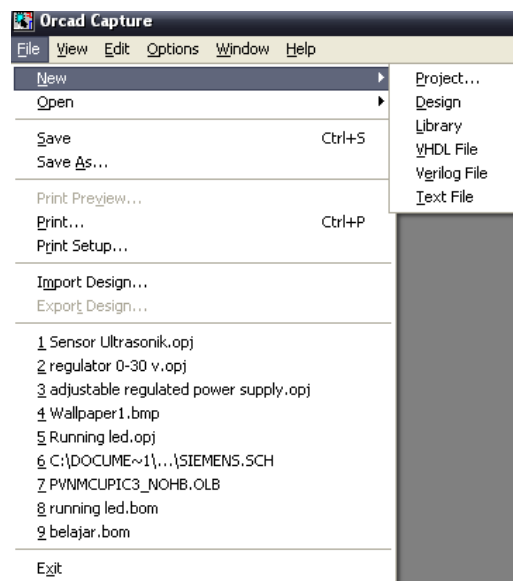 Orcad Capture
File View Edit Options Window Help
New
Open
Save Ctrl+S
Save As...
Print Preview...
Print... Ctrl+P
Print Setup...
Import Design...
Export Design...
1 Sensor Ultrasonik.opj
2 regulator 0-30 v.opj
3 adjustable regulated power supply.opj
4 Wallpaper1.bmp
5 Running led.opj
6 C:\DOCUME~1\...\SIEMENS.SCH
7 PVNMCUPIC3_NOHB.OLB
8 running led.bom
9 belajar.bom
Exit
Project...
Design
Library
VHDL File
Verilog File
Text File